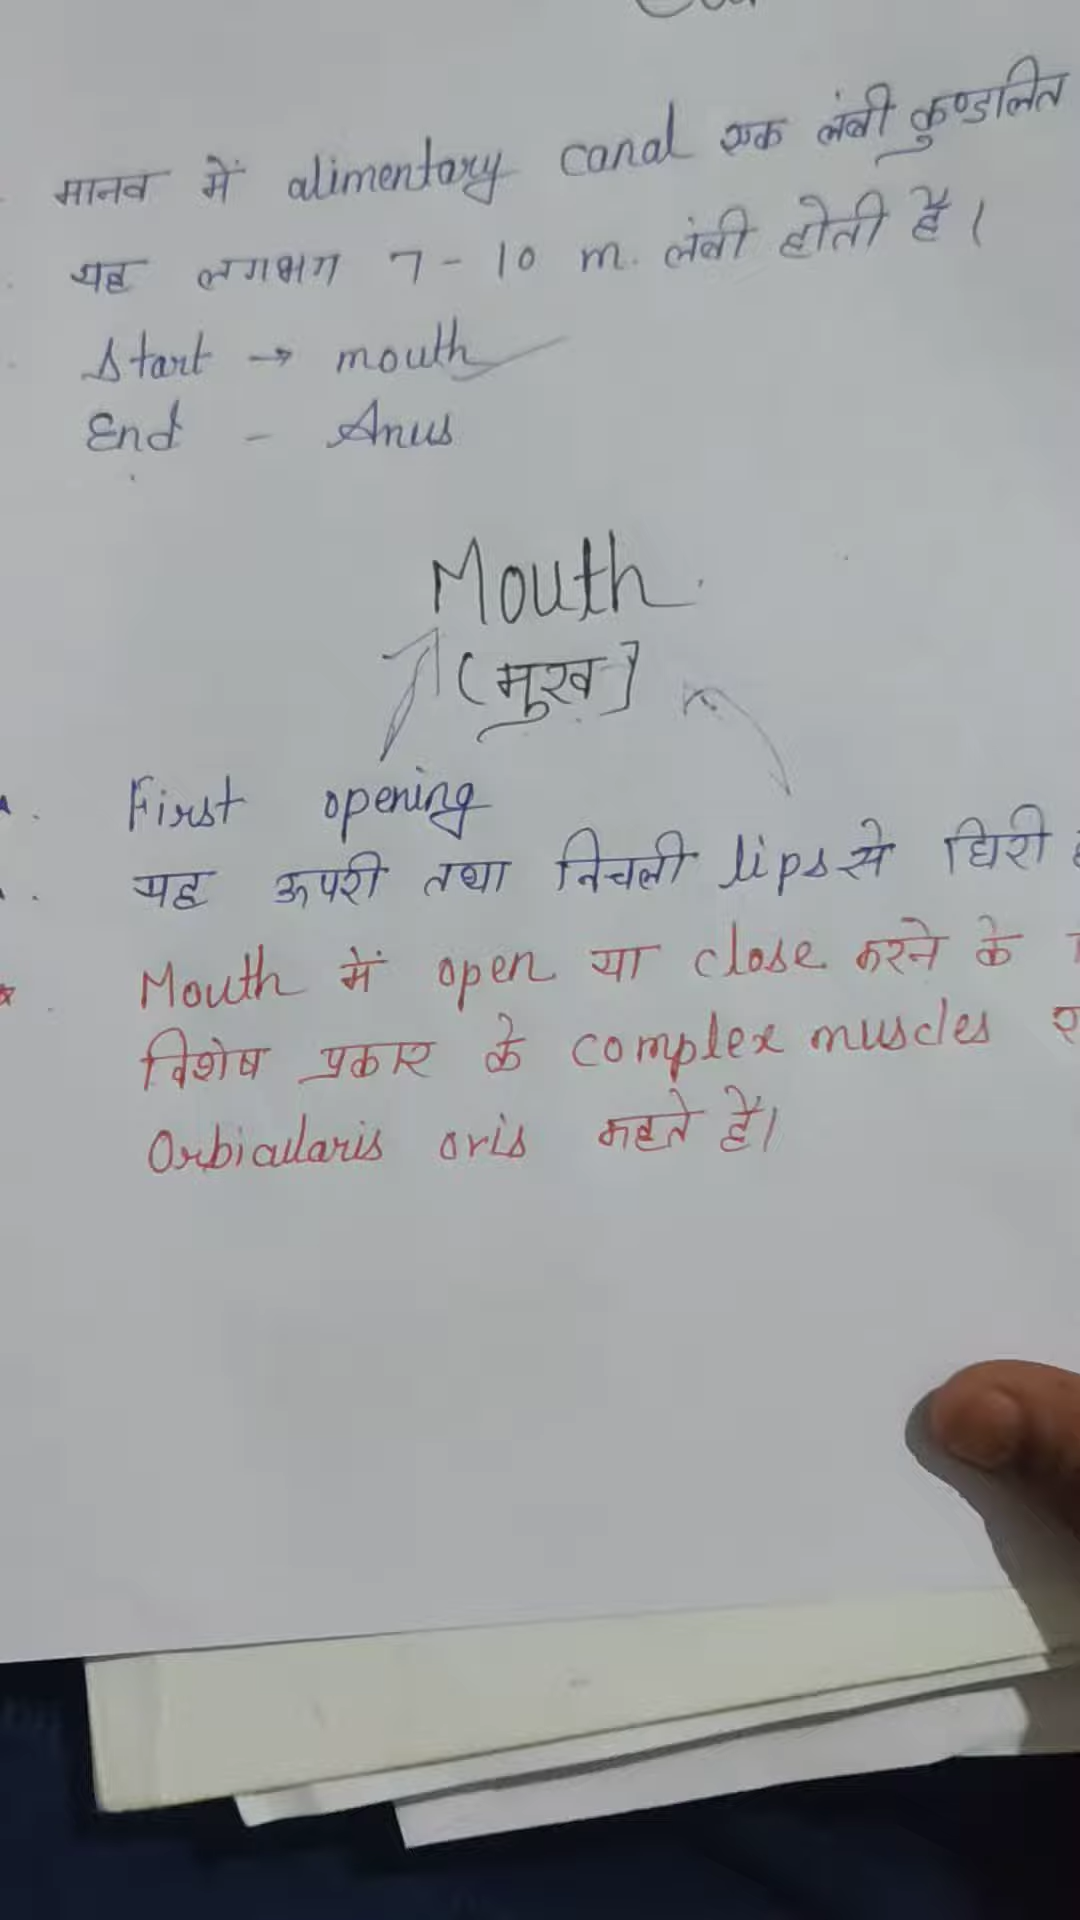 मानव में alimentary canal एक लंबी कुण्डलित
यह लगभग 7-10 m. लंबी होती है।
Start → mouth
End - Anus
Mouth
(मुख)
First opening
यह ऊपरी तथा निचली lips से घिरी
Mouth में open या close करने के
विशेष प्रकार के complex muscles
Orbicularis oris कहते हैं।